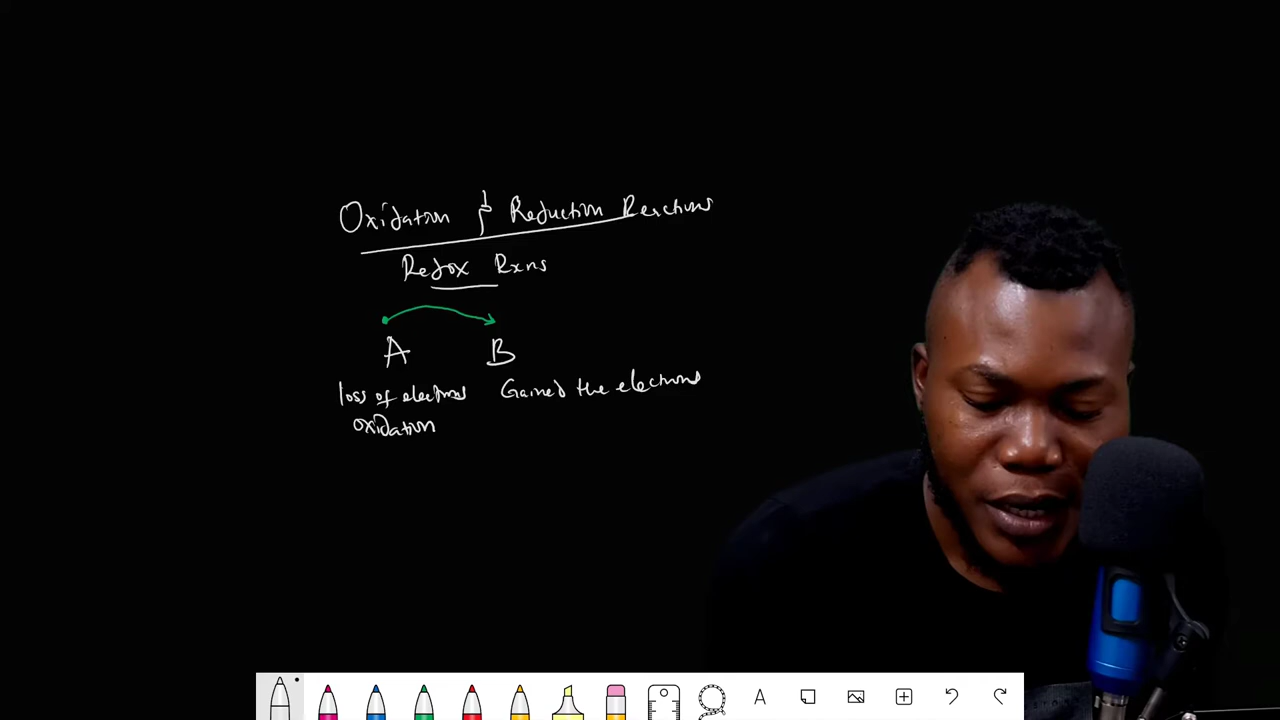 Oxidation & Reduction Reactions
Redox Rxns
A B
loss of electrons Gained the electrons
oxidation
A